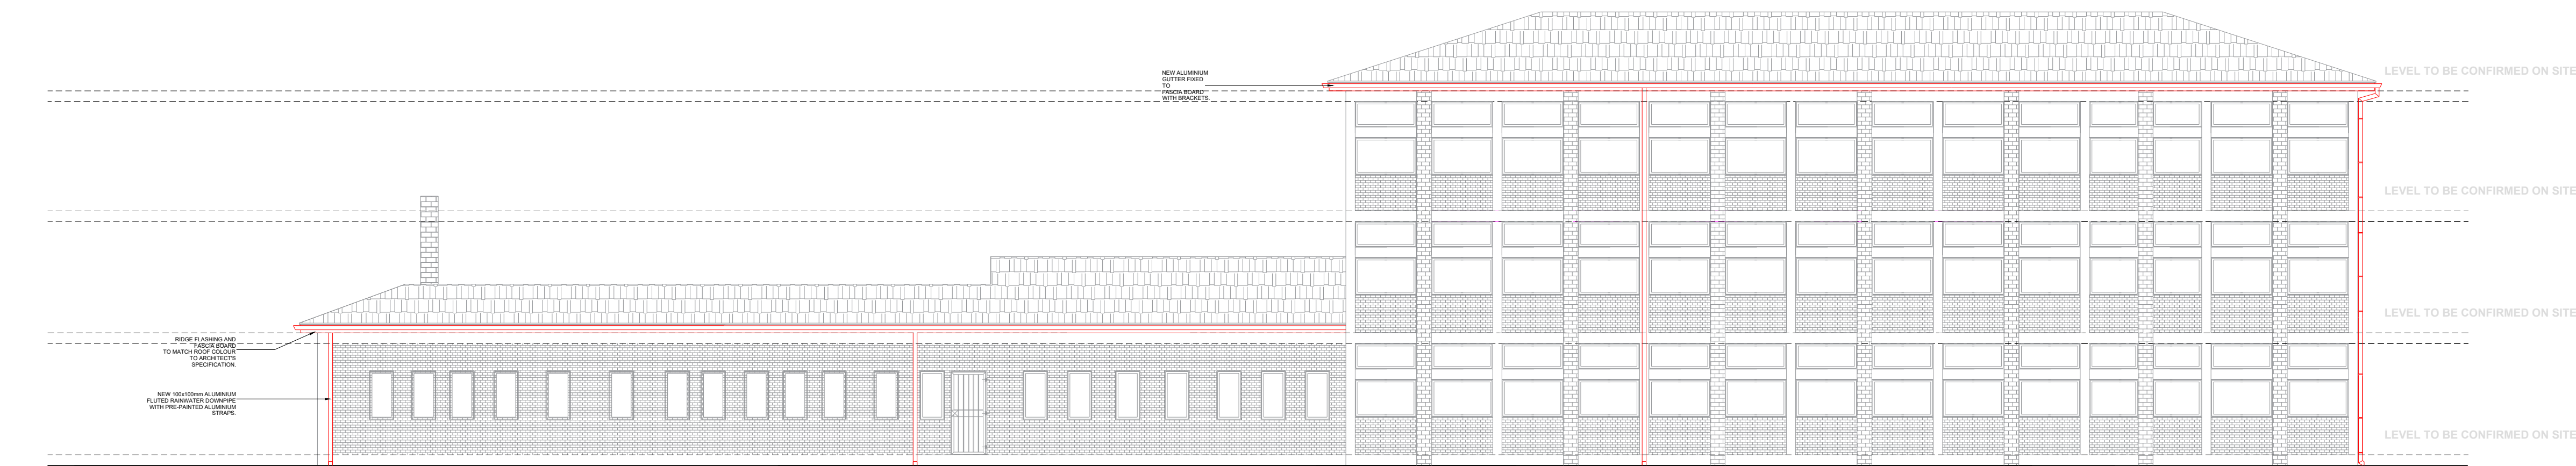 NEW ALUMINIUM
GUTTER FIXED
TO
FASCIA BOARD
WITH BRACKETS.
LEVEL TO BE CONFIRMED ON SITE
LEVEL TO BE CONFIRMED ON SITE
LEVEL TO BE CONFIRMED ON SITE
RIDGE FLASHING AND
FASCIA BOARD
TO MATCH ROOF COLOUR
TO ARCHITECT'S
SPECIFICATION.
NEW 100x100mm ALUMINIUM
FLUTED RAINWATER DOWNPIPE
WITH PRE-PAINTED ALUMINIUM
STRAPS.
LEVEL TO BE CONFIRMED ON SITE